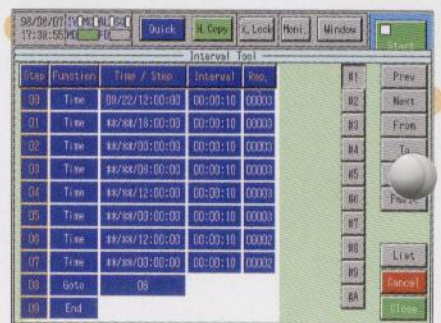 98/08/07
17:38:55
Quick
H. Copy
K. Lock
Moni.
Window
Start
Interval Tool
Step Function Time / Step Interval Rep.
00 Time 09/22/12:00:00 00:00:10 00003
01 Time **/**/18:00:00 00:00:10 00003
02 Time **/**/00:00:00 00:00:10 00003
03 Time **/**/06:00:00 00:00:10 00003
04 Time **/**/12:00:00 00:00:10 00003
05 Time **/**/09:00:00 00:00:10 00003
06 Time **/**/12:00:00 00:00:10 00002
07 Time **/**/03:00:00 00:00:10 00002
08 Goto 06
09 End
#1
#2
#3
#4
#5
#6
#7
#8
#9
#A
Prev
Next
From
To
List
Cancel
Close